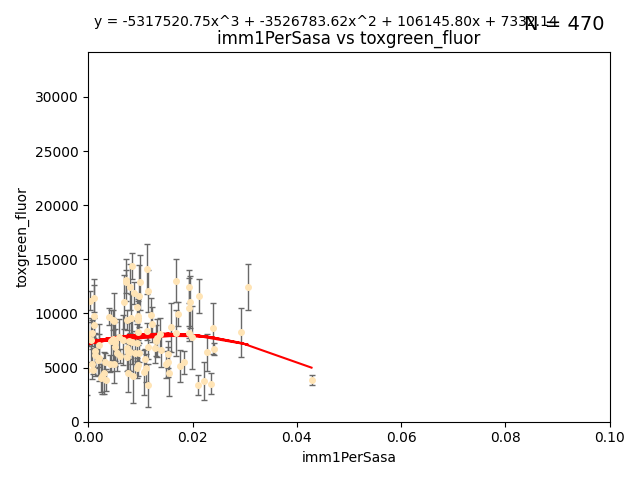 y = -5317520.75x^3 + -3526783.62x^2 + 106145.80x + 7332.14
N = 470
imm1PerSasa vs toxgreen_fluor
30000
25000
20000
15000
10000
5000
0
toxgreen_fluor
0.00 0.02 0.04 0.06 0.08 0.10
imm1PerSasa